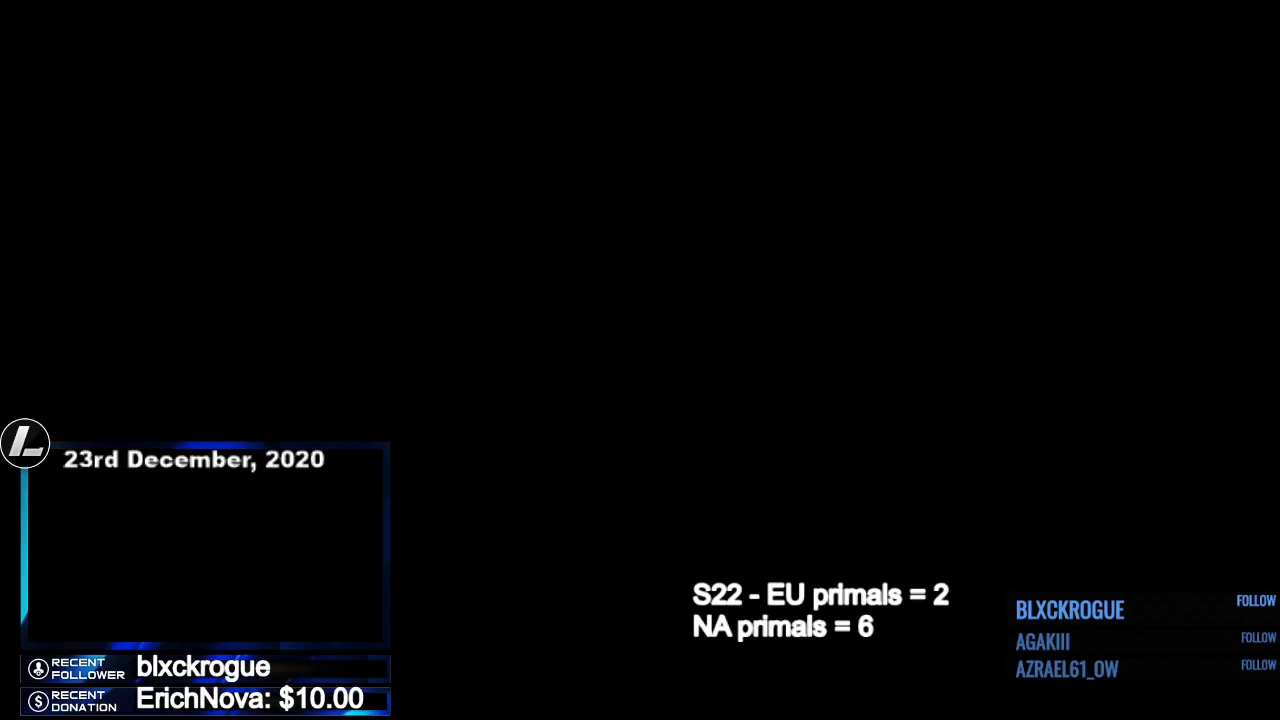 23rd December, 2020
S22 - EU primals = 2
NA primals = 6
BLXCKROGUE FOLLOW
AGAKIII FOLLOW
AZRAEL61_OW FOLLOW
RECENT FOLLOWER blxckrogue
RECENT DONATION ErichNova: $10.00